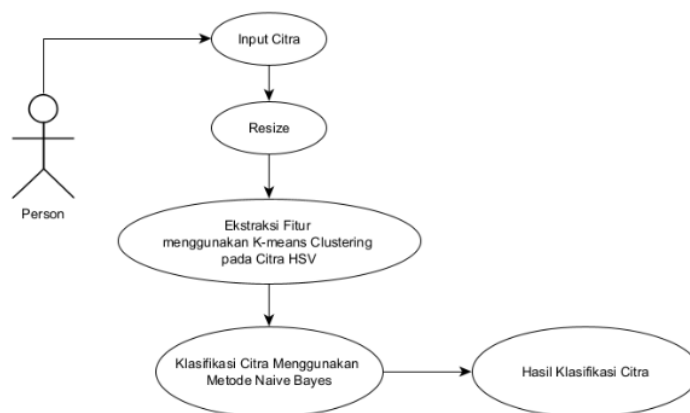 Input Citra
Resize
Person
Ekstraksi Fitur
menggunakan K-means Clustering
pada Citra HSV
Klasifikasi Citra Menggunakan
Metode Naive Bayes
Hasil Klasifikasi Citra